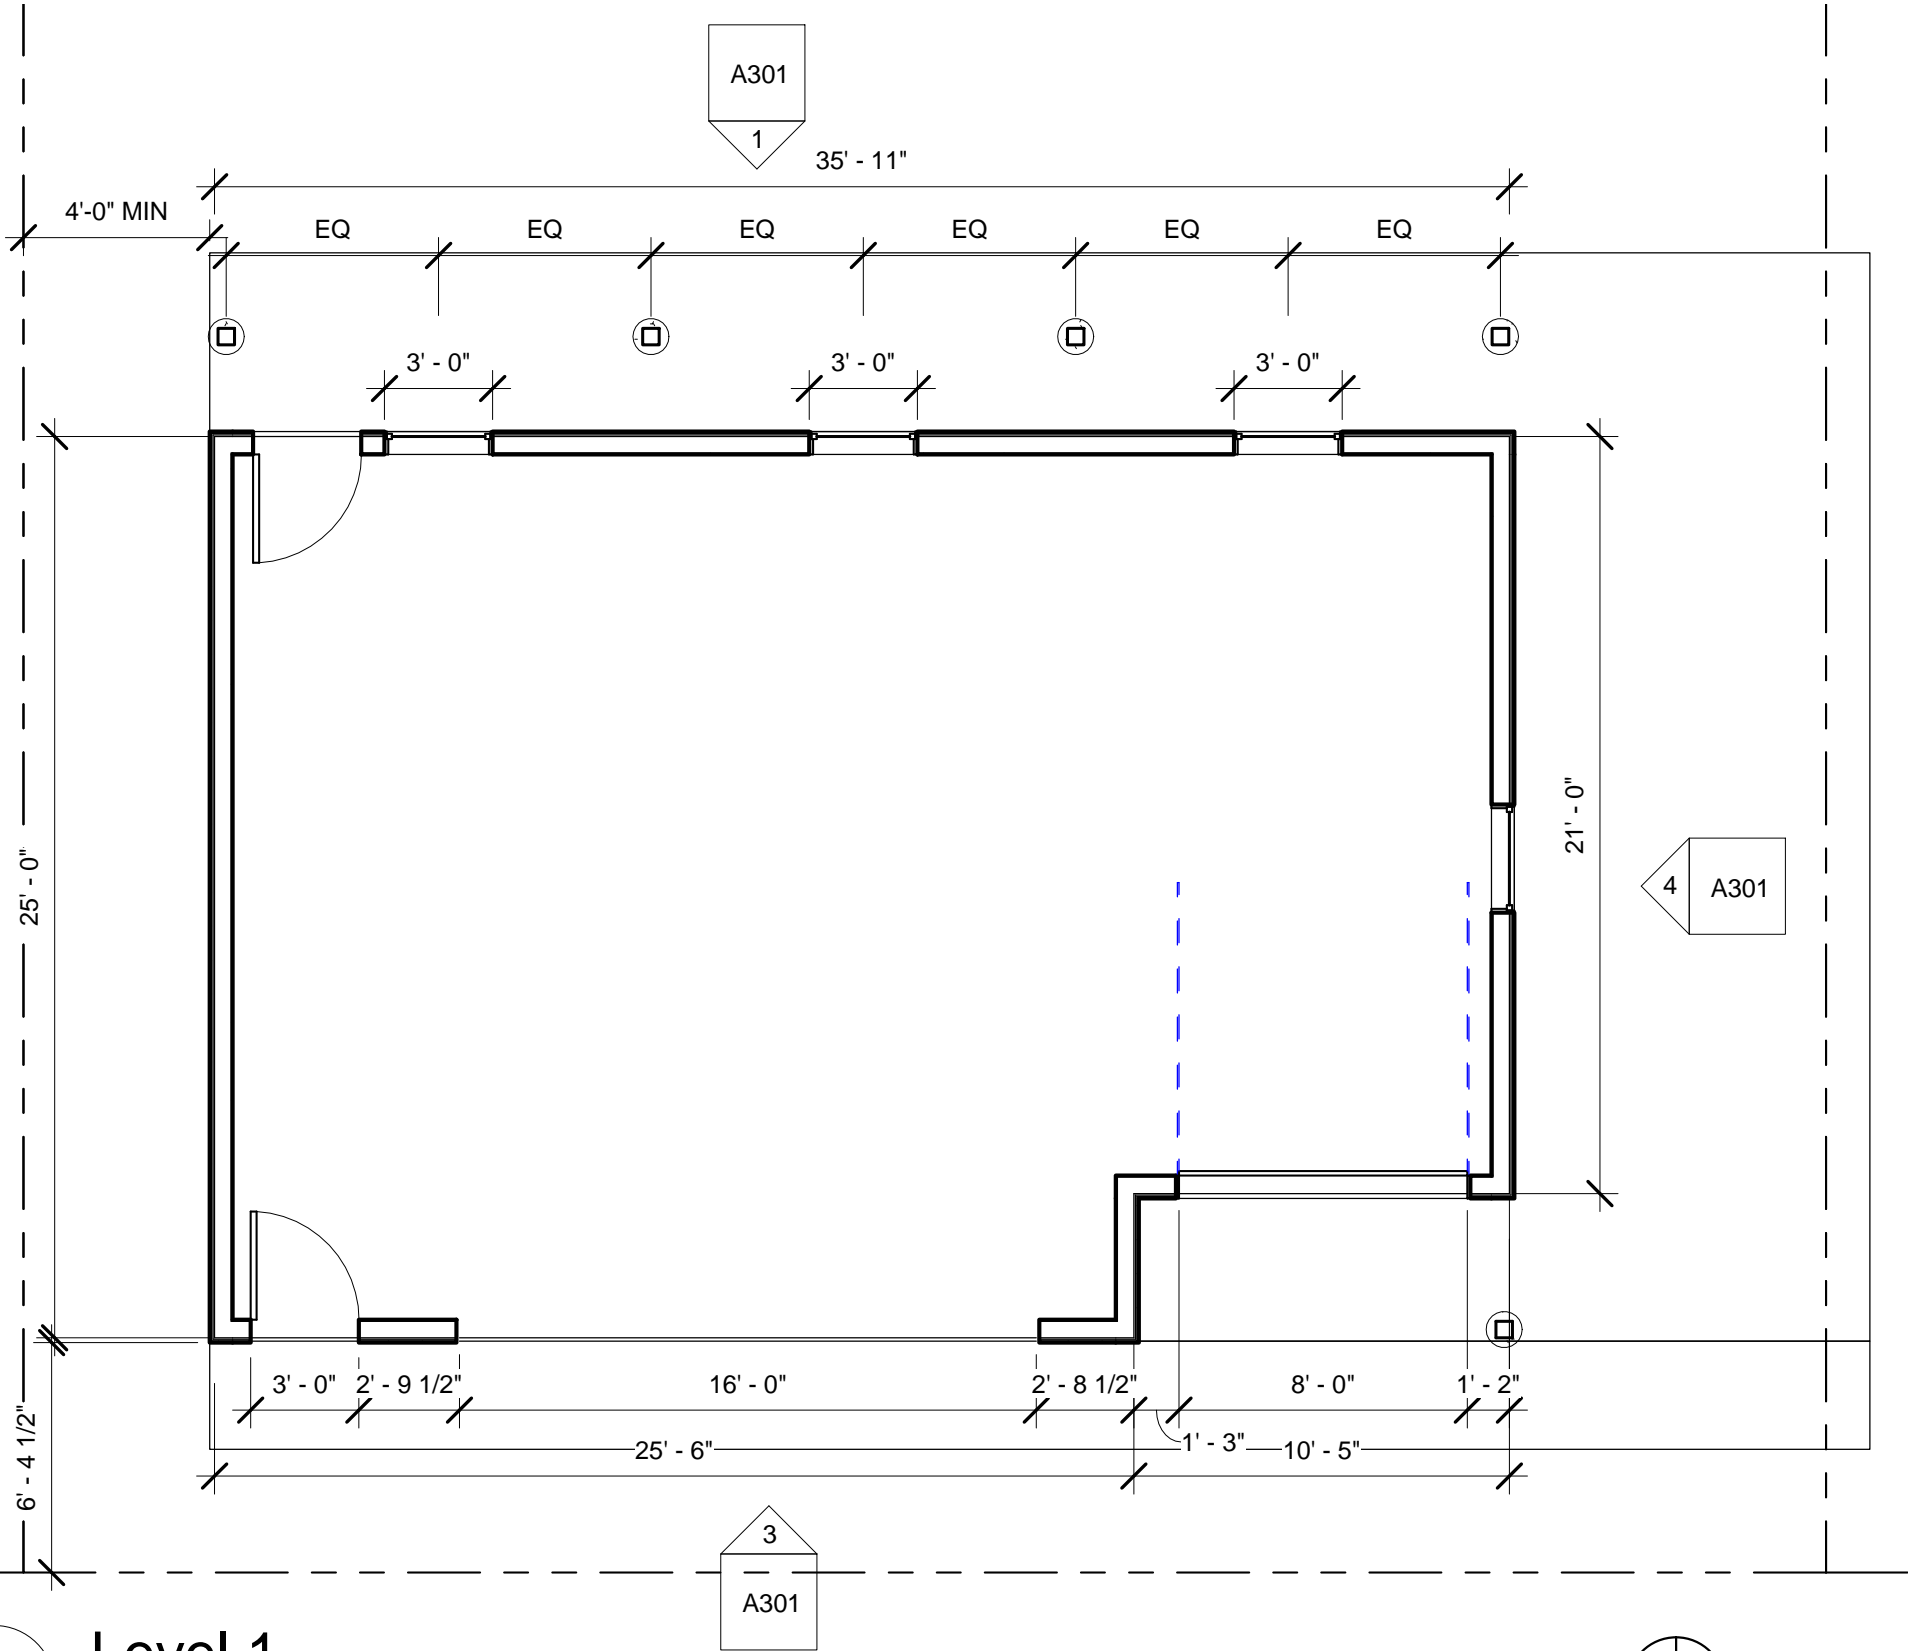 A301
1
35' - 11"
4'-0" MIN
EQ EQ EQ EQ EQ EQ
3' - 0" 3' - 0" 3' - 0"
25' - 0"
21' - 0"
4 A301
3' - 0" 2' - 9 1/2" 16' - 0" 2' - 8 1/2" 8' - 0" 1' - 2"
6' - 4 1/2"
25' - 6" 1' - 3" 10' - 5"
3
A301
Level 1